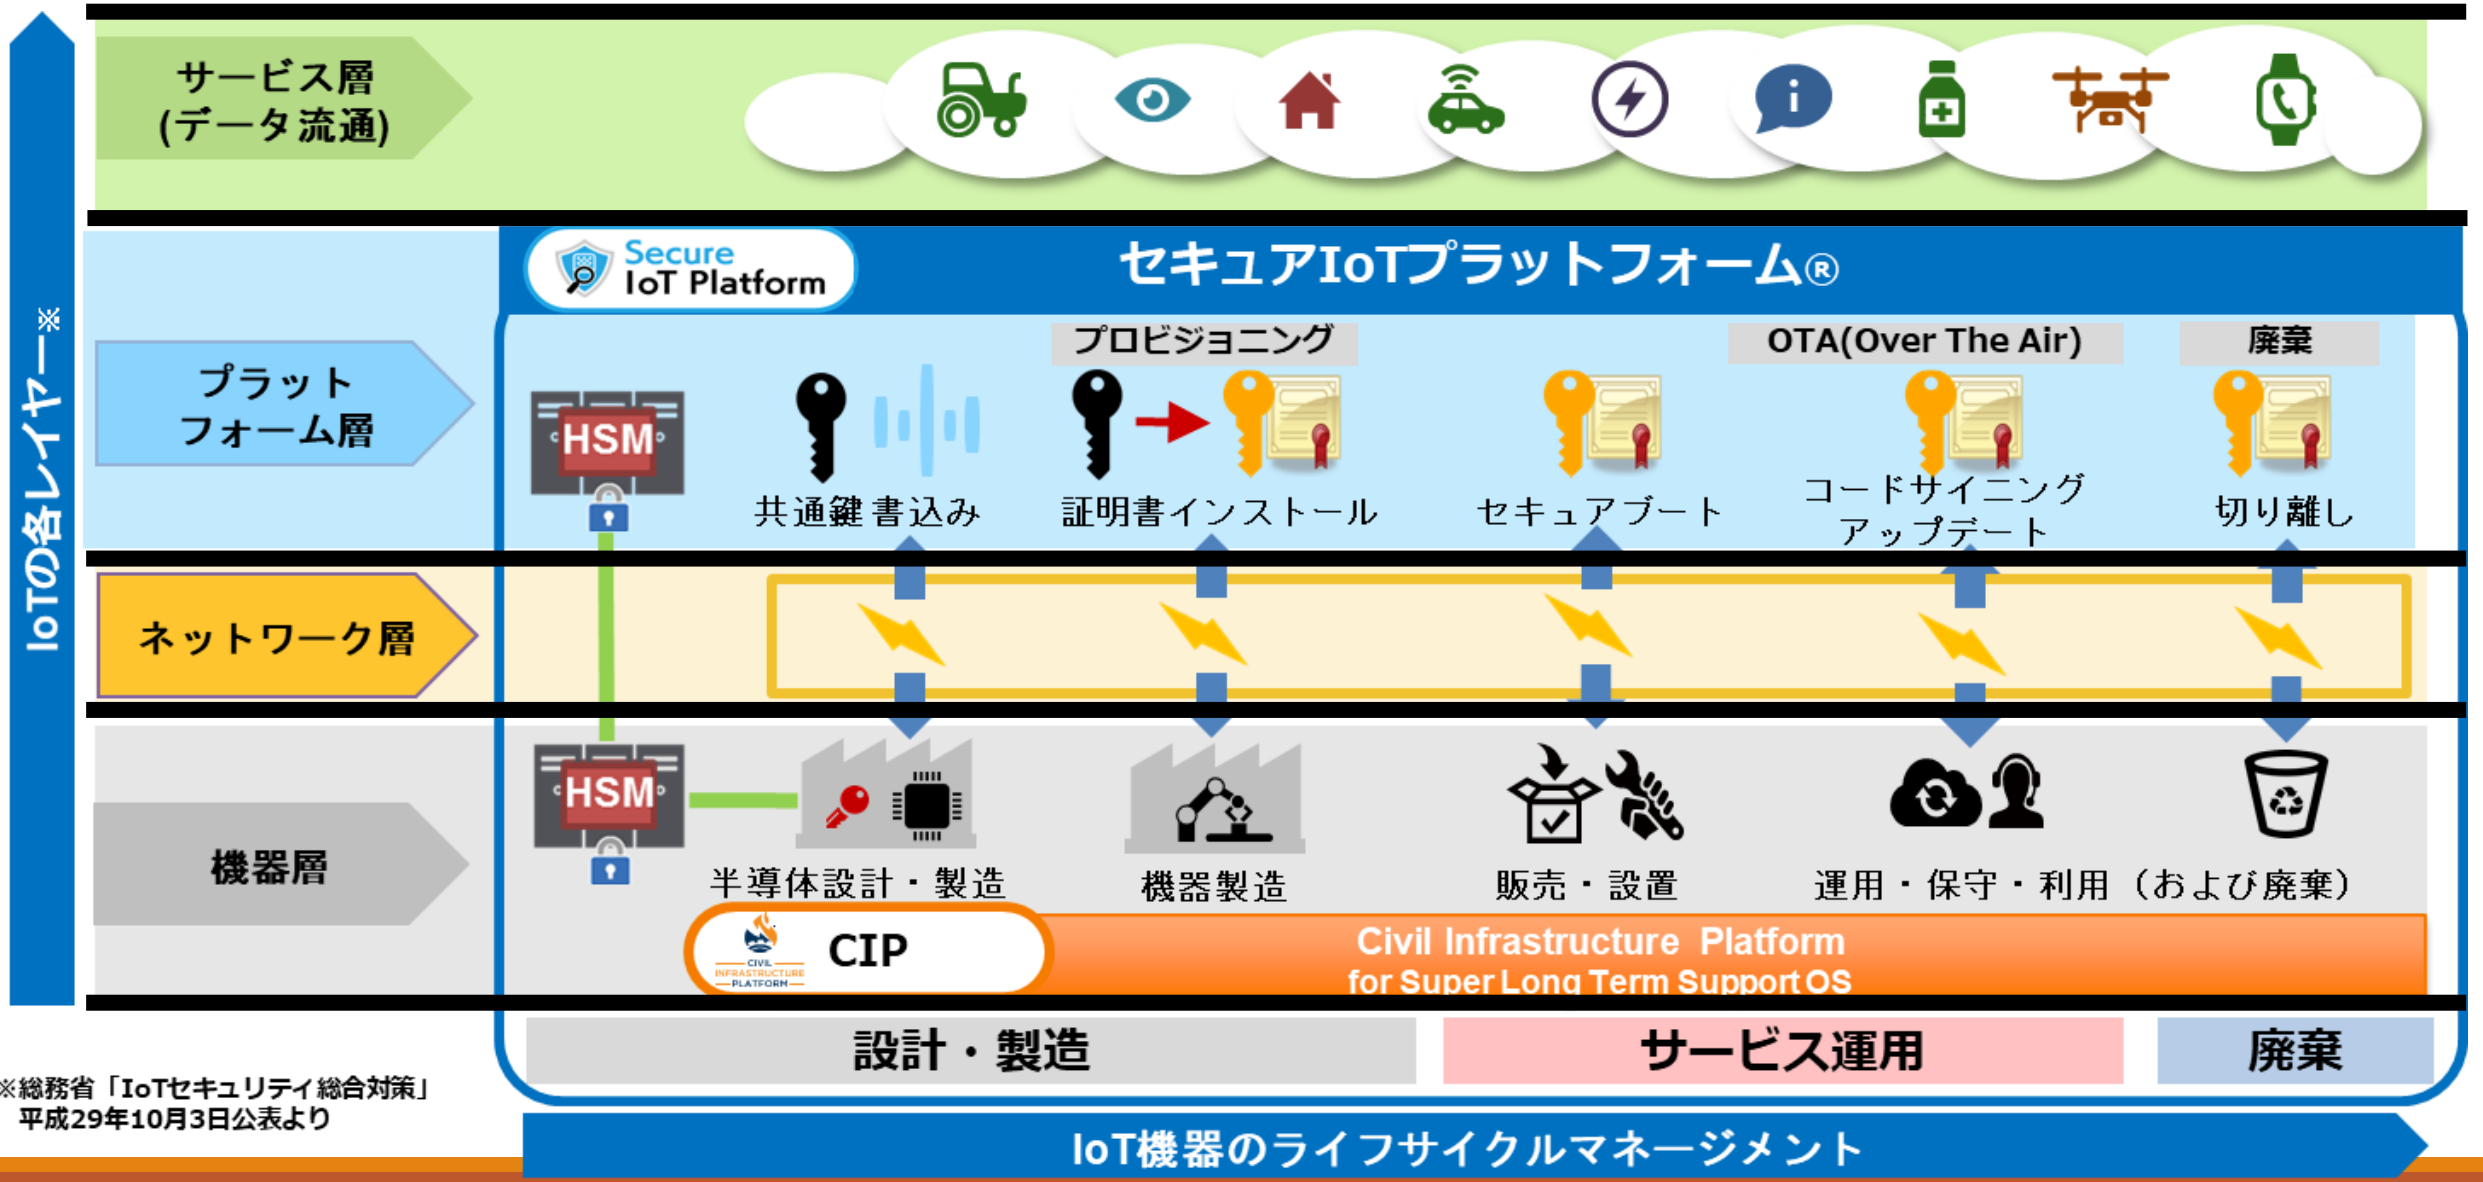 サービス層
(データ流通)
IoTの各レイヤー※
Secure
IoT Platform
セキュアIoTプラットフォーム®
プラット
フォーム層
プロビジョニング
OTA(Over The Air)
廃棄
HSM
共通鍵書込み
証明書インストール
セキュアブート
コードサイニング
アップデート
切り離し
ネットワーク層
機器層
HSM
半導体設計・製造
機器製造
販売・設置
運用・保守・利用（および廃棄）
CIVIL
INFRASTRUCTURE
PLATFORM
CIP
Civil Infrastructure Platform
for Super Long Term Support OS
設計・製造
サービス運用
廃棄
※総務省「IoTセキュリティ総合対策」
平成29年10月3日公表より
IoT機器のライフサイクルマネージメント